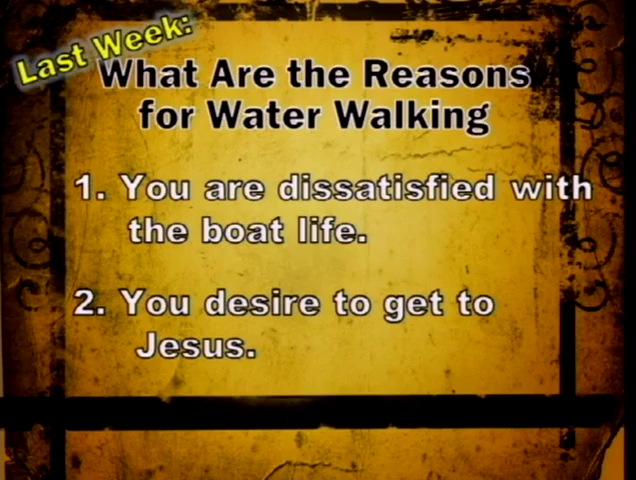 Last Week:
What Are the Reasons
for Water Walking
1. You are dissatisfied with
the boat life.
2. You desire to get to
Jesus.